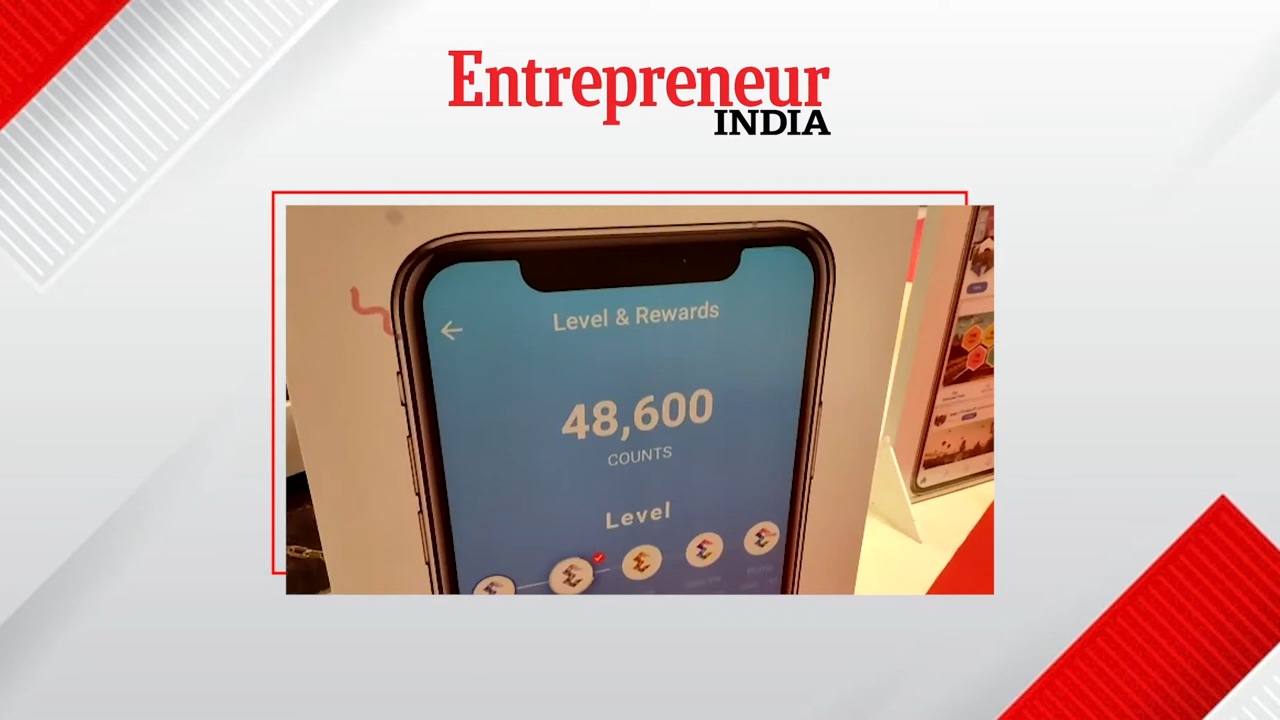 Entrepreneur
INDIA
Level & Rewards
48,600
COUNTS
Level